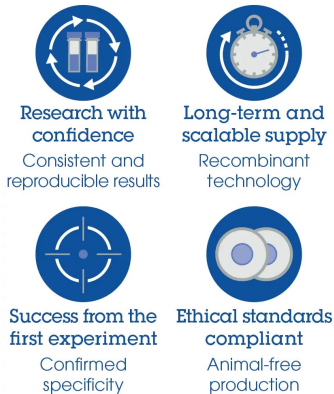 Research with
confidence
Consistent and
reproducible results
Long-term and
scalable supply
Recombinant
technology
Success from the
first experiment
Confirmed
specificity
Ethical standards
compliant
Animal-free
production